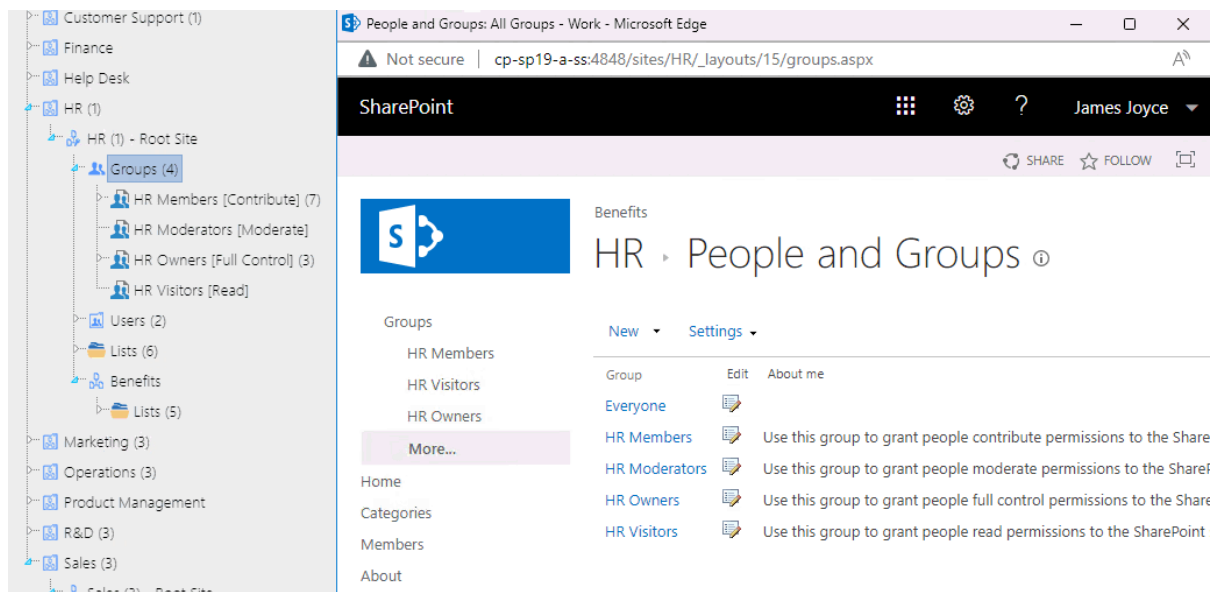 Customer Support (1)
Finance
Help Desk
HR (1)
HR (1) - Root Site
Groups (4)
HR Members [Contribute] (7)
HR Moderators [Moderate]
HR Owners [Full Control] (3)
HR Visitors [Read]
Users (2)
Lists (6)
Benefits
Lists (5)
Marketing (3)
Operations (3)
Product Management
R&D (3)
Sales (3)
Sales (3) - Root Site
People and Groups: All Groups - Work - Microsoft Edge
Not secure cp-sp19-a-ss:4848/sites/HR/_layouts/15/groups.aspx A
SharePoint ? James Joyce
SHARE FOLLOW
S
Benefits
HR People and Groups
Groups
HR Members
HR Visitors
HR Owners
More...
Home
Categories
Members
About
New Settings
Group Edit About me
Everyone
HR Members Use this group to grant people contribute permissions to the Share
HR Moderators Use this group to grant people moderate permissions to the Share
HR Owners Use this group to grant people full control permissions to the Share
HR Visitors Use this group to grant people read permissions to the SharePoint